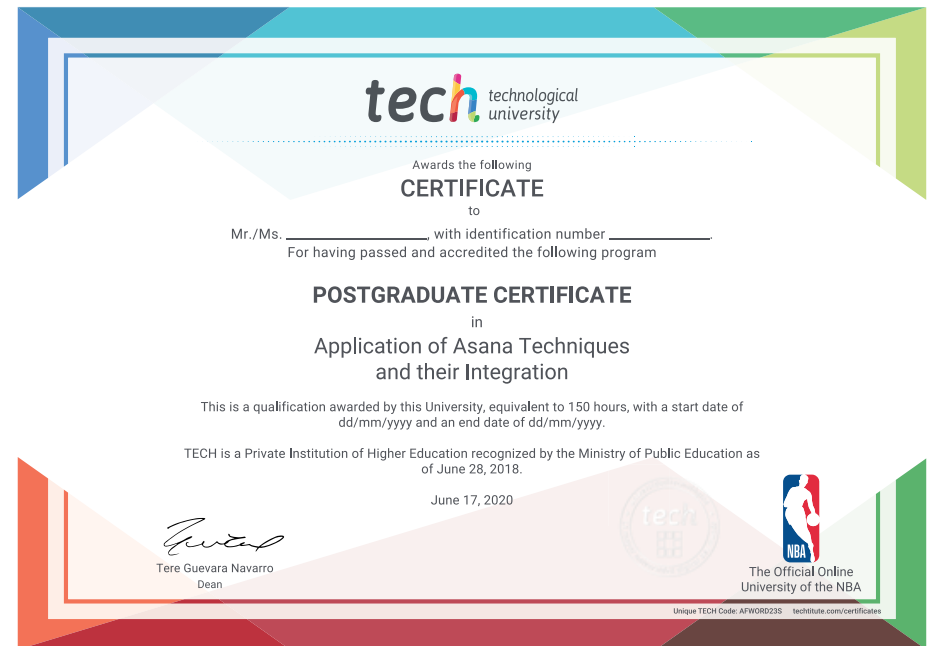 tech technological
university
Awards the following
CERTIFICATE
to
Mr./Ms. __________________, with identification number _____________.
For having passed and accredited the following program
POSTGRADUATE CERTIFICATE
in
Application of Asana Techniques
and their Integration
This is a qualification awarded by this University, equivalent to 150 hours, with a start date of
dd/mm/yyyy and an end date of dd/mm/yyyy.
TECH is a Private Institution of Higher Education recognized by the Ministry of Public Education as
of June 28, 2018.
June 17, 2020
tech
NBA
Tere Guevara Navarro
Dean
The Official Online
University of the NBA
Unique TECH Code: AFWORD23S techtitute.com/certificates